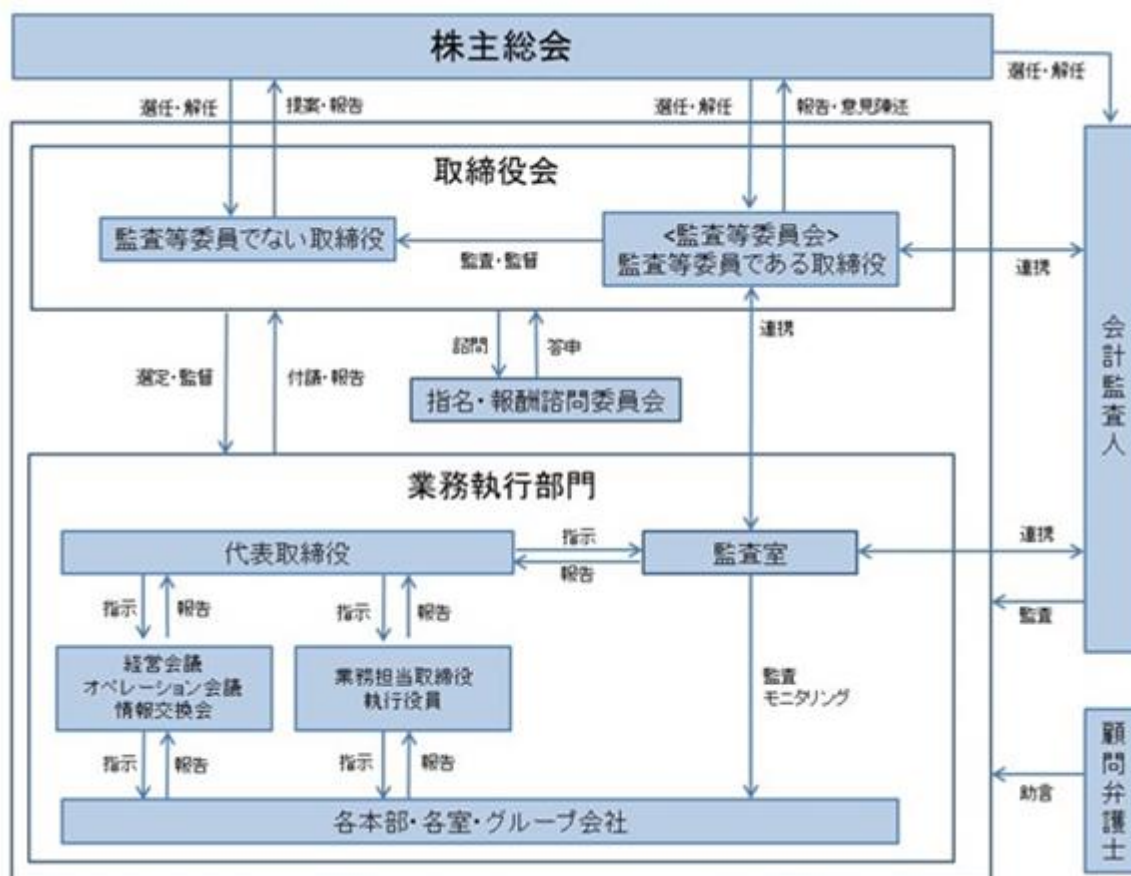 株主総会
選任・解任
選任・解任
提案・報告
選任・解任
報告・意見陳述
取締役会
監査等委員でない取締役
監査・監督
<監査等委員会>
監査等委員である取締役
連携
会計監査人
選定・監督
付議・報告
諮問
答申
連携
指名・報酬諮問委員会
業務執行部門
代表取締役
指示
報告
監査室
連携
指示
報告
指示
報告
監査
経営会議
オペレーション会議
情報交換会
業務担当取締役
執行役員
監査
モニタリング
指示
報告
指示
報告
助言
顧問弁護士
各本部・各室・グループ会社